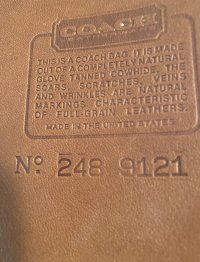 COACH
THIS IS A COACH BAG. IT IS MADE
OUT OF A COMPLETELY NATURAL
GLOVE TANNED COWHIDE. THE
SCARS, SCRATCHES, VEINS
AND WRINKLES ARE NATURAL
MARKINGS CHARACTERISTIC
OF FULL-GRAIN LEATHERS.
MADE IN THE UNITED STATES
No. 248 9121